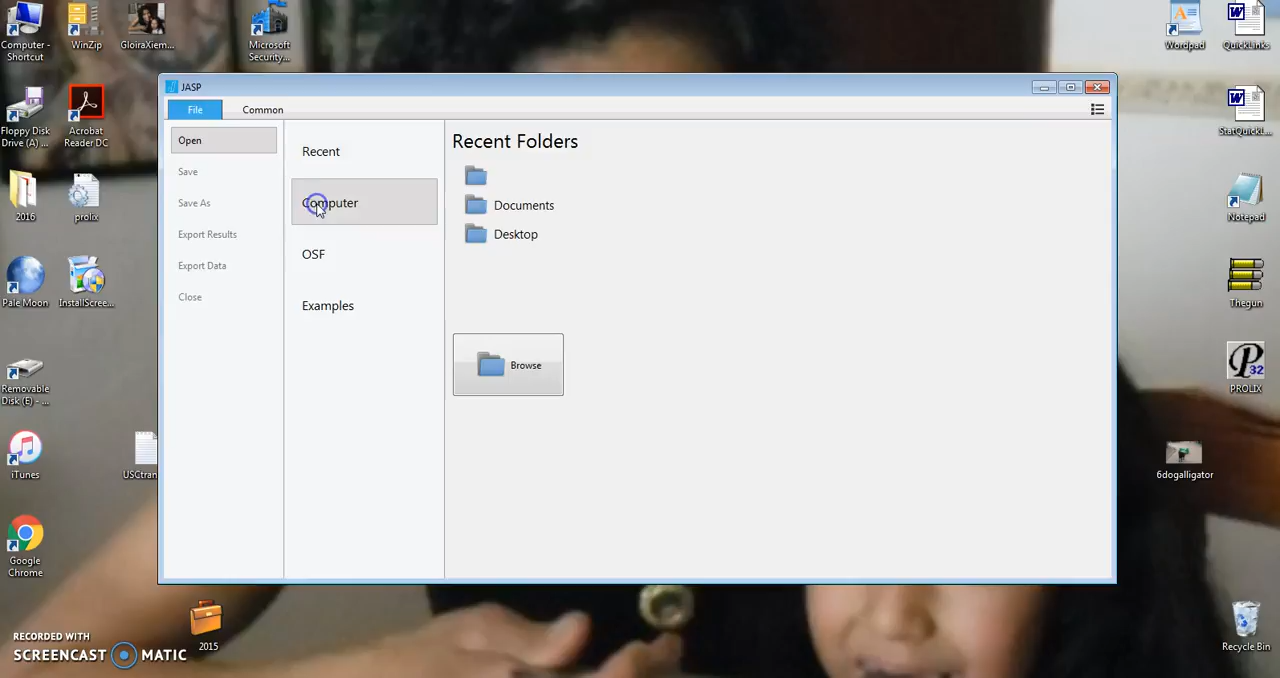 Computer -
Shortcut
WinZip
GloiraXiem...
Microsoft
Security...
Wordpad
QuickLinks
JASP
File
Common
Floppy Disk
Drive (A) ...
Acrobat
Reader DC
StatQuickL...
Open
Recent
Recent Folders
Save
Save As
Computer
Documents
2016
prolix
Notepad
Export Results
Desktop
OSF
Export Data
Close
Pale Moon
InstallScree...
Examples
Thegun
Browse
Removable
Disk (E) - ...
P
32
PROLIX
iTunes
USCtran
6dogalligator
Google
Chrome
RECORDED WITH
SCREENCAST MATIC
2015
Recycle Bin